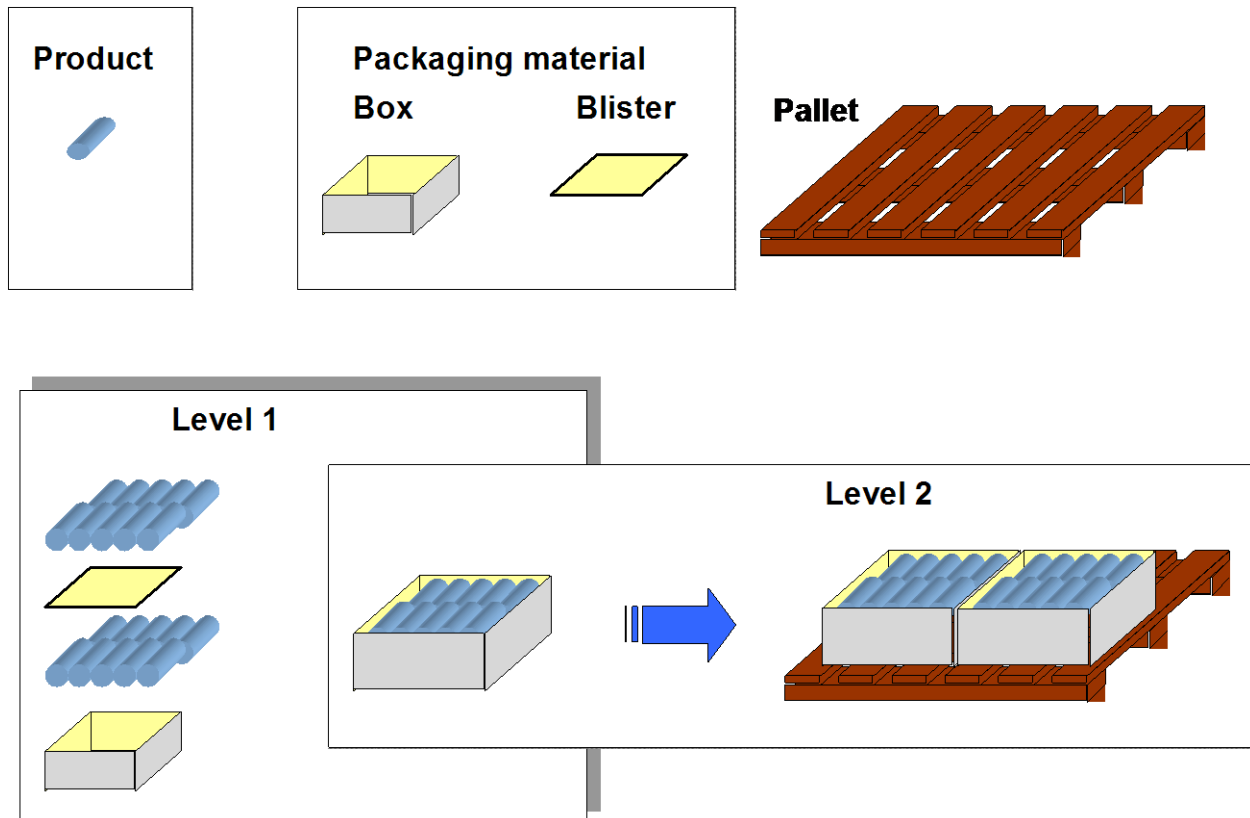 Product
Packaging material
Box
Blister
Pallet
Level 1
Level 2